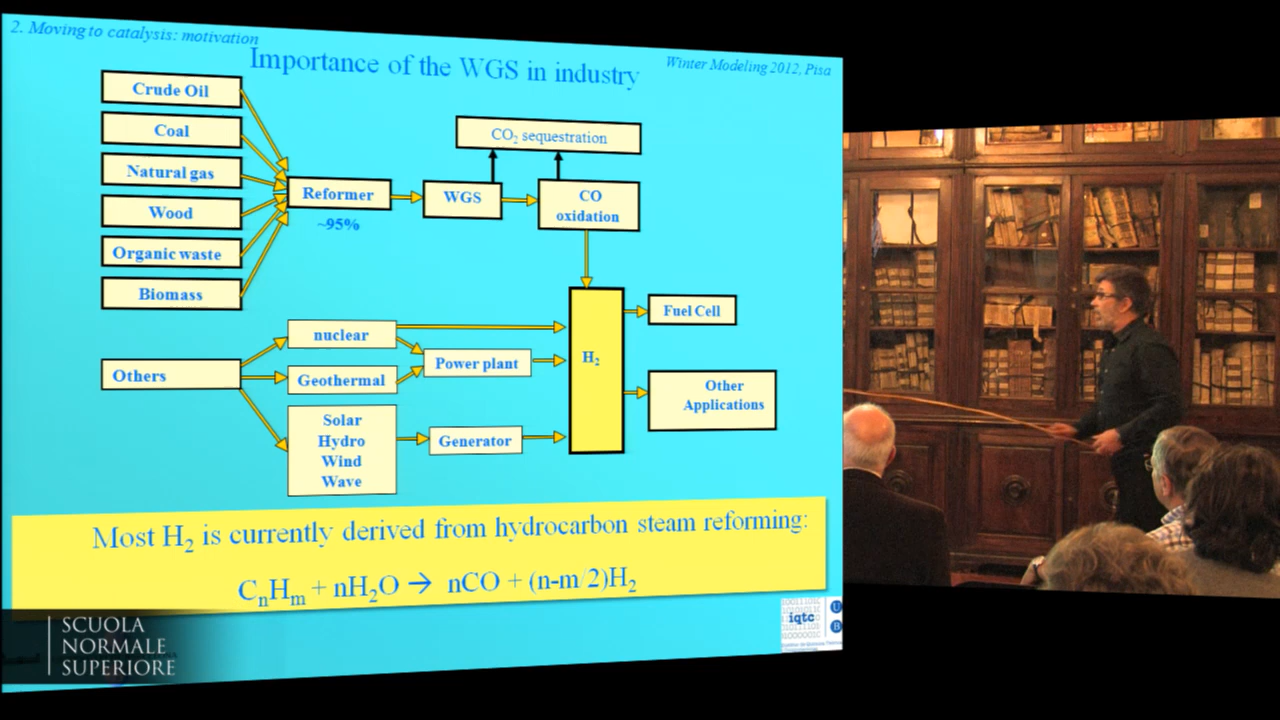 2. Moving to catalysis: motivation
Winter Modeling 2012, Pisa
Importance of the WGS in industry
Crude Oil
Coal
Natural gas
Wood
Organic waste
Biomass
Reformer
~95%
WGS
CO₂ sequestration
CO
oxidation
Others
nuclear
Geothermal
Solar
Hydro
Wind
Wave
Power plant
Generator
H₂
Fuel Cell
Other
Applications
Most H₂ is currently derived from hydrocarbon steam reforming:
CₙHₘ + nH₂O → nCO + (n-m/2)H₂
SCUOLA
NORMALE
SUPERIORE
iqtc
U
B